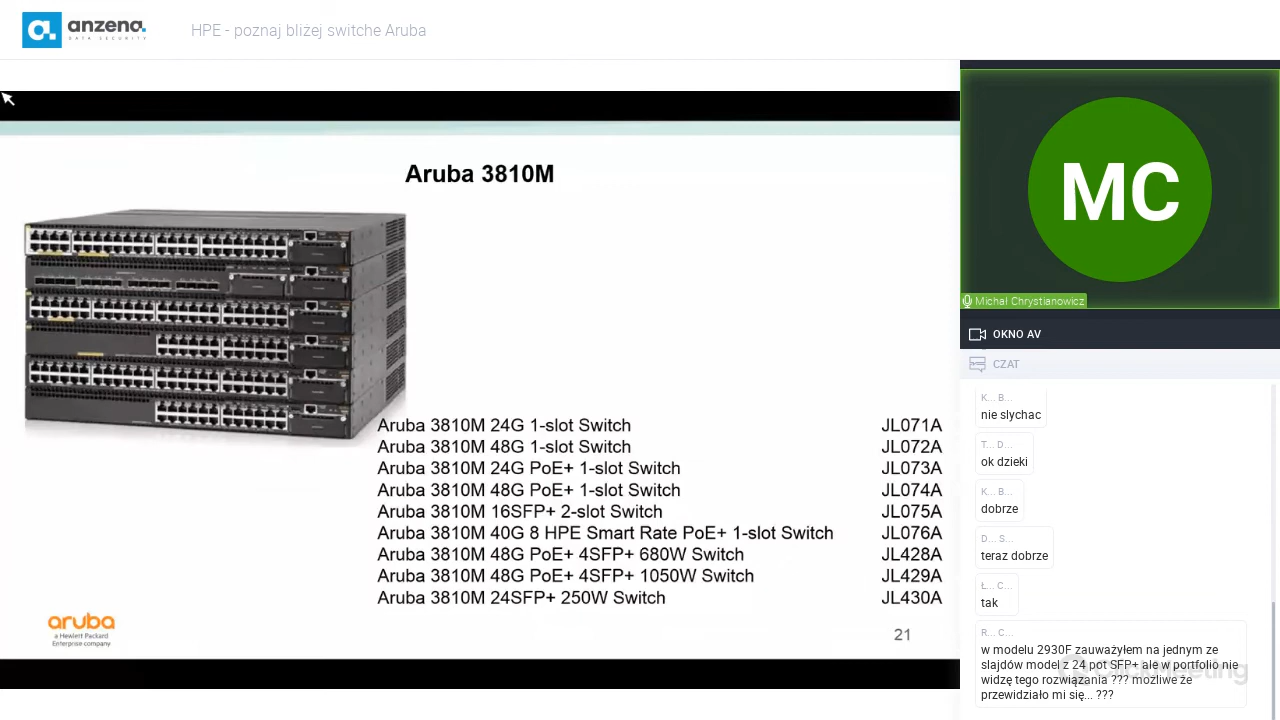 anzena.
DATA SECURITY
HPE - poznaj bliżej switche Aruba
Aruba 3810M
Aruba 3810M 24G 1-slot Switch JL071A
Aruba 3810M 48G 1-slot Switch JL072A
Aruba 3810M 24G PoE+ 1-slot Switch JL073A
Aruba 3810M 48G PoE+ 1-slot Switch JL074A
Aruba 3810M 16SFP+ 2-slot Switch JL075A
Aruba 3810M 40G 8 HPE Smart Rate PoE+ 1-slot Switch JL076A
Aruba 3810M 48G PoE+ 4SFP+ 680W Switch JL428A
Aruba 3810M 48G PoE+ 4SFP+ 1050W Switch JL429A
Aruba 3810M 24SFP+ 250W Switch JL430A
aruba
a Hewlett Packard
Enterprise company
21
MC
Michał Chrystianowicz
OKNO AV
CZAT
K... B...
nie slychac
T... D...
ok dzieki
K... B...
dobrze
D... S...
teraz dobrze
Ł... C...
tak
R... C...
w modelu 2930F zauważyłem na jednym ze
slajdów model z 24 pot SFP+ ale w portfolio nie
widzę tego rozwiązania ??? możliwe że
przewidziało mi się... ???
ClickMeeting